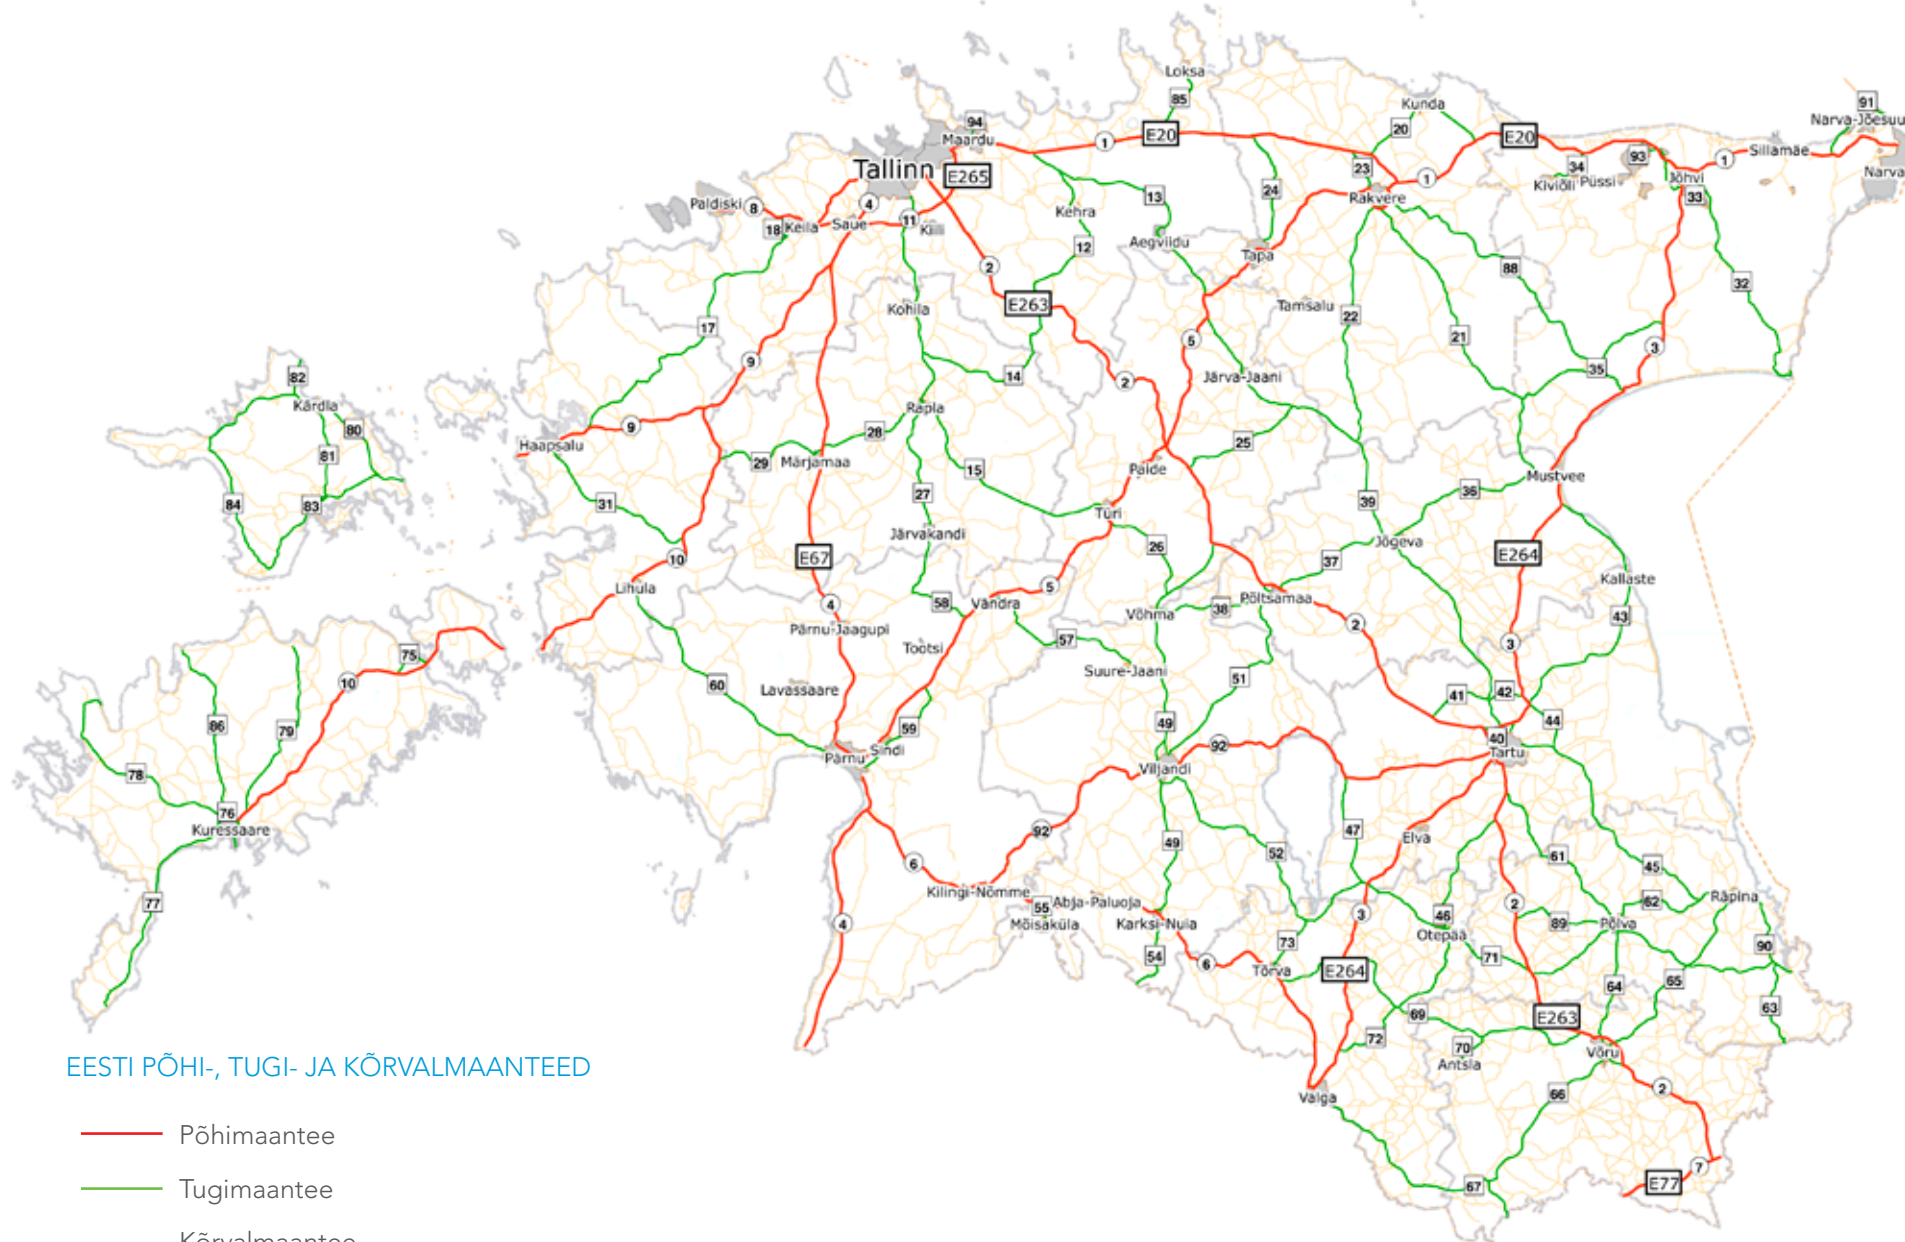 Loksa
85
Kunda
91
Narva-Jõesuu
94
Maardu
1
E20
20
E20
Tallinn
E265
23
34
93
1
Sillamäe
Narva
Kiviõli
Püssi
Jõhvi
33
Paldiski
8
4
13
24
1
Rakvere
18
Keila
Saue
11
Kiili
Kehra
12
Aegviidu
Tapa
2
88
32
E263
Kohila
Tamsalu
22
17
21
9
5
3
14
2
Järva-Jaani
35
82
Kärdla
80
81
84
83
Rapla
9
28
Haapsalu
29
Märjamaa
15
25
Paide
Mustvee
36
31
27
Türi
39
Järvakandi
26
Jõgeva
10
E67
37
E264
Lihula
5
Kallaste
4
58
Vändra
Võhma
38
Põltsamaa
43
Pärnu-Jaagupi
2
57
3
Tootsi
75
10
60
Lavassaare
Suure-Jaani
51
41
42
86
79
59
49
44
92
40
Tartu
Pärnu
Sindi
Viljandi
78
76
Kuressaare
92
49
47
Elva
6
52
61
45
77
Kilingi-Nõmme
55
Abja-Paluoja
Mõisaküla
Karksi-Nuia
3
2
62
Räpina
46
89
Põlva
4
Otepää
73
71
90
54
6
Tõrva
E264
64
65
63
69
E263
72
70
Antsla
Võru
Valga
66
2
67
E77
7
EESTI PÕHI-, TUGI- JA KÕRVALMAANTEED
Põhimaantee
Tugimaantee
Kõrvalmaantee